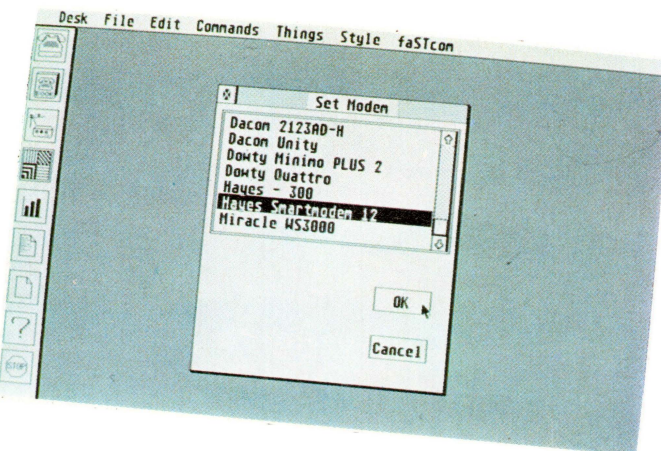 Desk File Edit Commands Things Style faSTcom
Set Modem
Dacom 2123AD-H
Dacom Unity
Dowty Minimo PLUS 2
Dowty Quattro
Hayes - 300
Hayes Smartmodem 12
Miracle WS3000
OK
Cancel
?
STOP